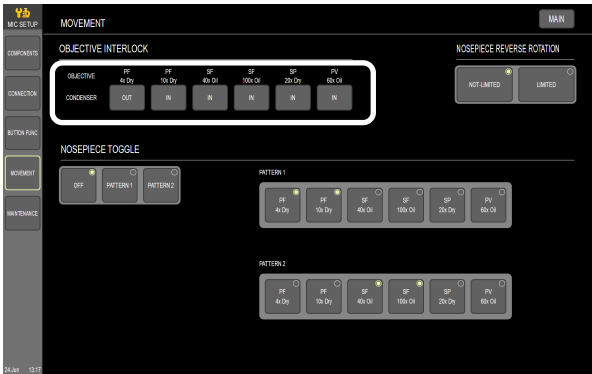 MIC SETUP
MOVEMENT
MAIN
COMPONENTS
CONNECTION
BUTTON FUNC
MOVEMENT
MAINTENANCE
24.Jun 13:17
OBJECTIVE INTERLOCK
OBJECTIVE PF PF SF SF SP PV
4x Dry 10x Dry 40x Oil 100x Oil 20x Dry 60x Oil
CONDENSER OUT IN IN IN IN IN
NOSEPIECE REVERSE ROTATION
NOT-LIMITED LIMITED
NOSEPIECE TOGGLE
OFF PATTERN 1 PATTERN 2
PATTERN 1
PF PF SF SF SP PV
4x Dry 10x Dry 40x Oil 100x Oil 20x Dry 60x Oil
PATTERN 2
PF PF SF SF SP PV
4x Dry 10x Dry 40x Oil 100x Oil 20x Dry 60x Oil